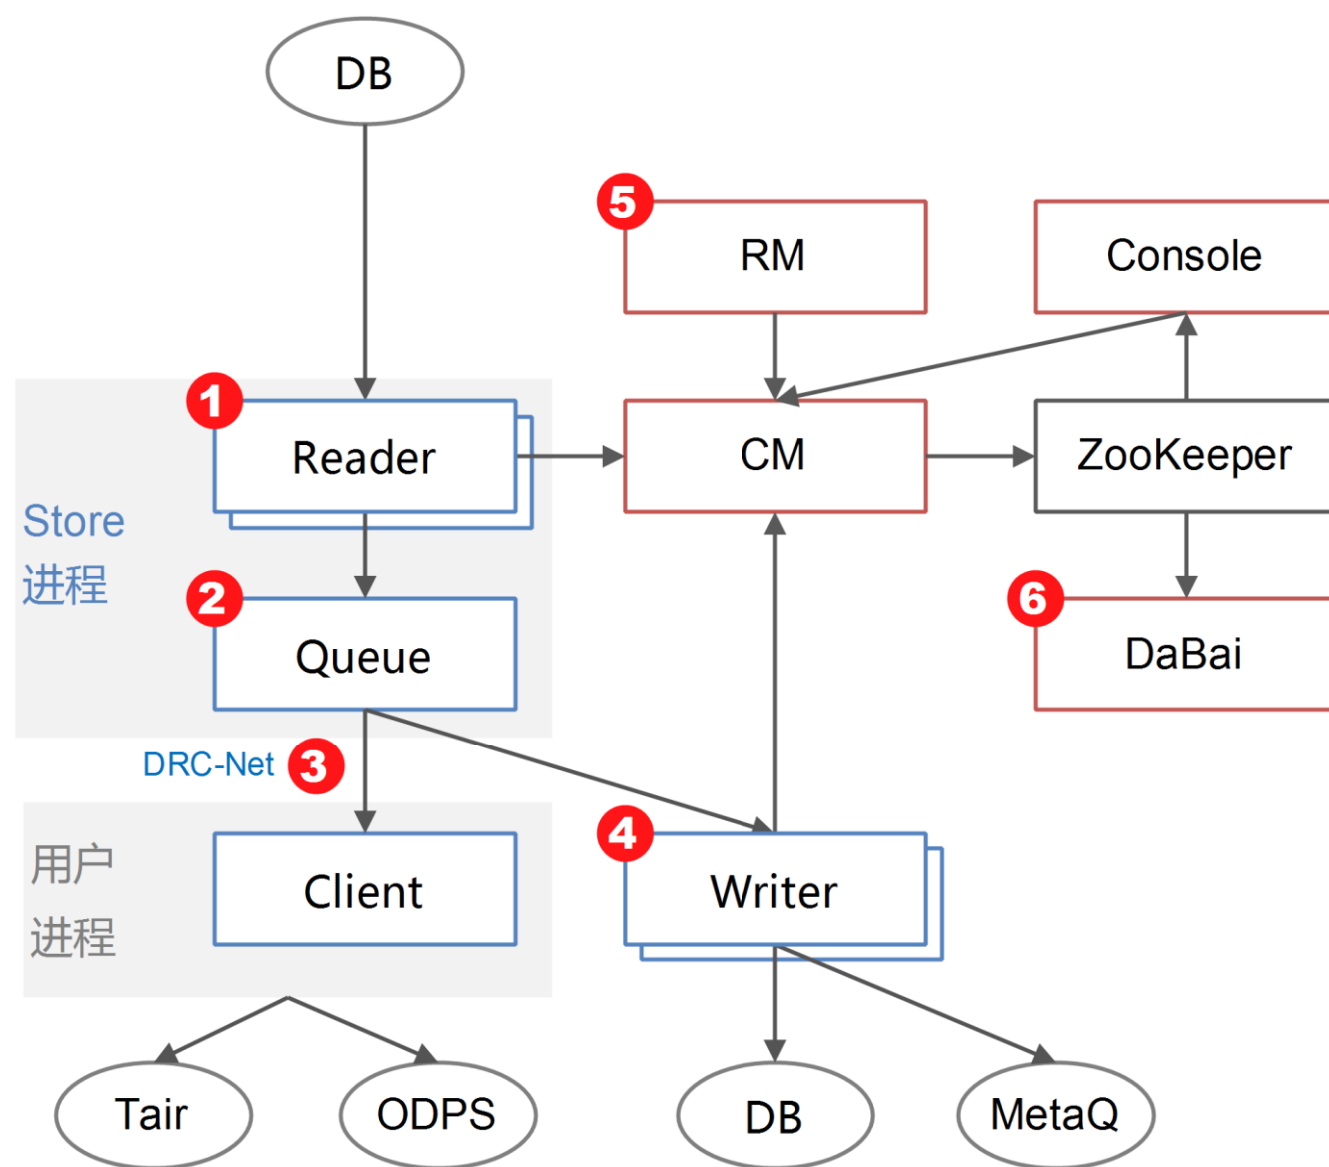 DB
5
RM
Console
1
Reader
CM
ZooKeeper
Store
进程
2
Queue
6
DaBai
DRC-Net
3
4
用户
进程
Client
Writer
Tair
ODPS
DB
MetaQ